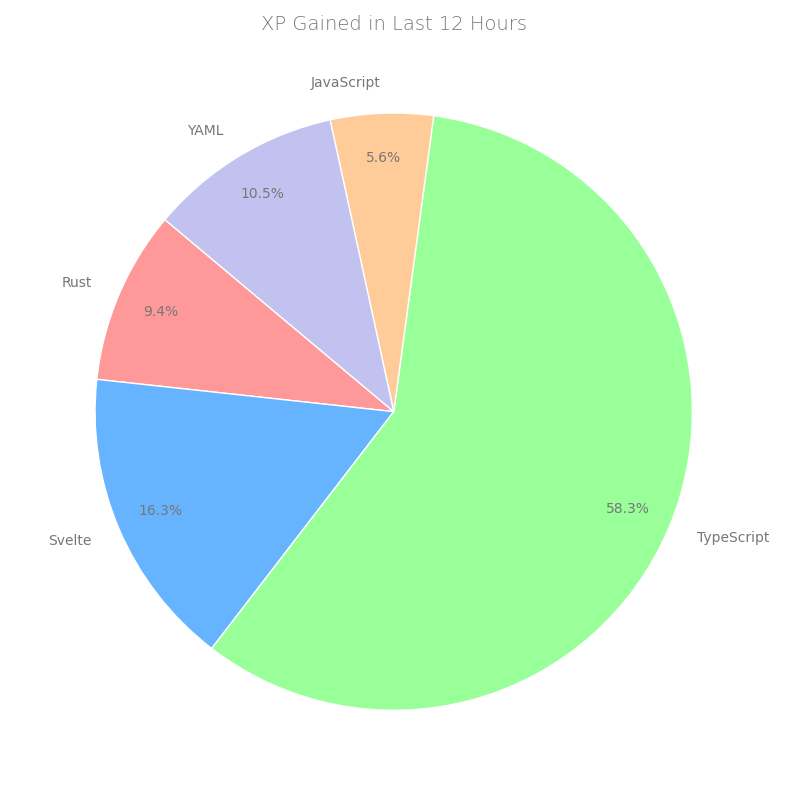 XP Gained in Last 12 Hours
JavaScript
5.6%
YAML
10.5%
Rust
9.4%
Svelte
16.3%
TypeScript
58.3%